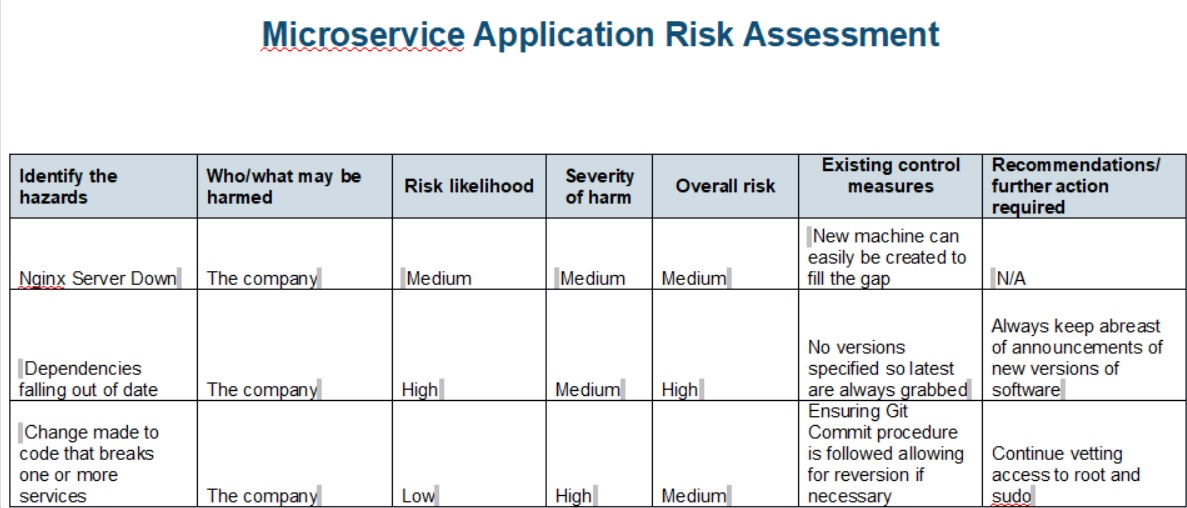 Microservice Application Risk Assessment
Identify the
hazards
Who/what may be
harmed
Risk likelihood
Severity
of harm
Overall risk
Existing control
measures
Recommendations/
further action
required
Nginx Server Down
The company
Medium
Medium
Medium
New machine can
easily be created to
fill the gap
N/A
Dependencies
falling out of date
The company
High
Medium
High
No versions
specified so latest
are always grabbed
Always keep abreast
of announcements of
new versions of
software
Change made to
code that breaks
one or more
services
The company
Low
High
Medium
Ensuring Git
Commit procedure
is followed allowing
for reversion if
necessary
Continue vetting
access to root and
sudo